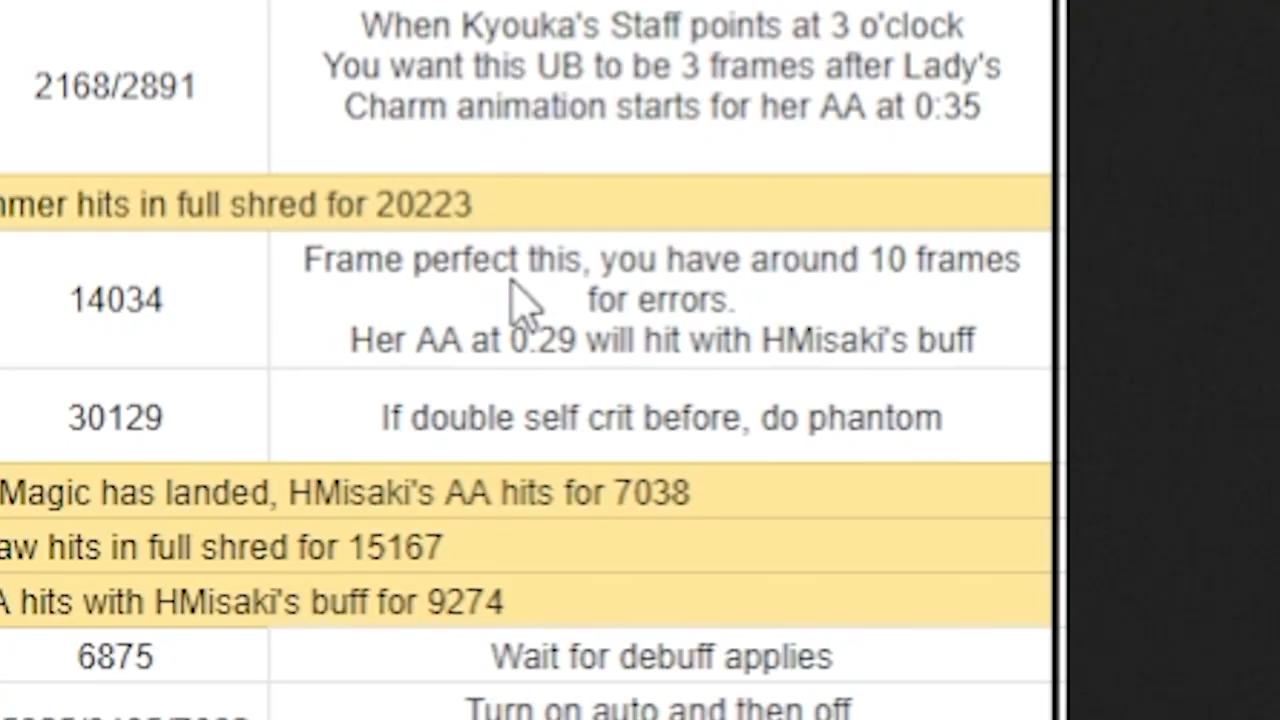 When Kyouka's Staff points at 3 o'clock
You want this UB to be 3 frames after Lady's
2168/2891
Charm animation starts for her AA at 0:35
hits in full shred for 20223
Frame perfect this, you have around 10 frames
14034
for errors.
Her AA at 0:29 will hit with HMisaki's buff
30129
If double self crit before, do phantom
Magic has landed, HMisaki's AA hits for 7038
hits in full shred for 15167
hits with HMisaki's buff for 9274
6875
Wait for debuff applies
Turn on auto and then off